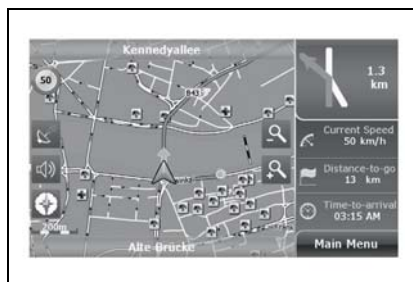 Kennedyallee
50
B43
200m
Alte Brücke
1.3
km
Current Speed
50 km/h
Distance-to-go
13 km
Time-to-arrival
03:15 AM
Main Menu